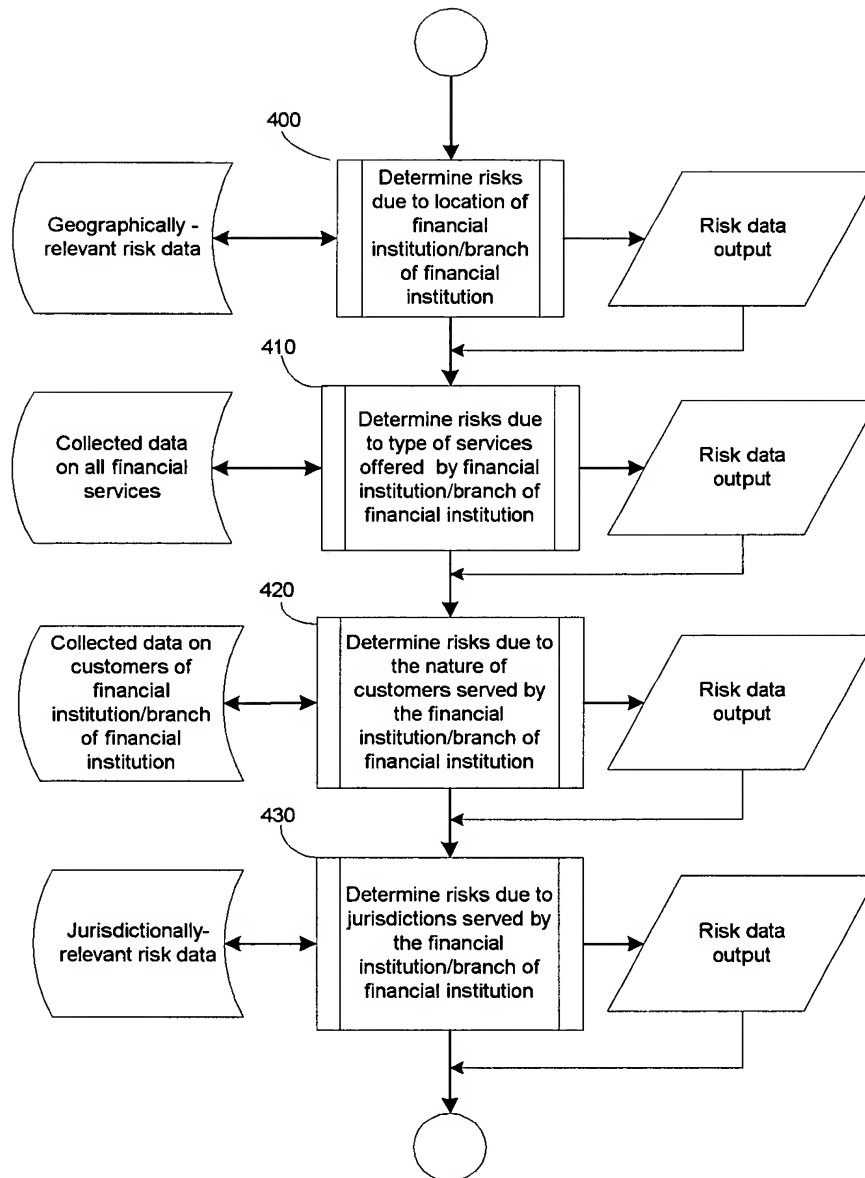 400
Geographically -
relevant risk data
Determine risks
due to location of
financial
institution/branch
of financial
institution
Risk data
output
410
Collected data
on all financial
services
Determine risks due
to type of services
offered by financial
institution/branch of
financial institution
Risk data
output
420
Collected data on
customers of
financial
institution/branch
of financial
institution
Determine risks due to
the nature of
customers served by
the financial
institution/branch of
financial institution
Risk data
output
430
Jurisdictionally-
relevant risk data
Determine risks due to
jurisdictions served by
the financial
institution/branch of
financial institution
Risk data
output